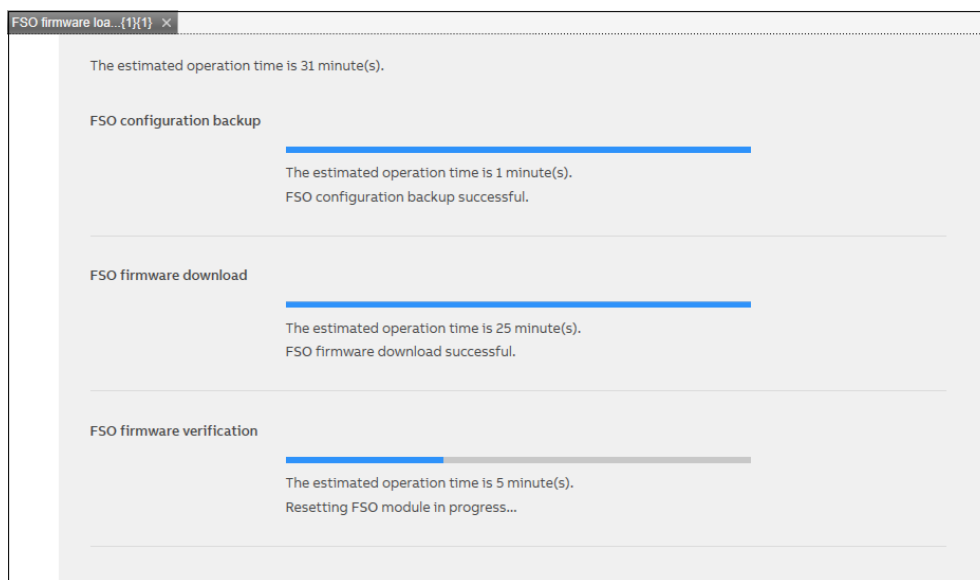 FSO firmware loa...{1}{1} ×
The estimated operation time is 31 minute(s).
FSO configuration backup
The estimated operation time is 1 minute(s).
FSO configuration backup successful.
FSO firmware download
The estimated operation time is 25 minute(s).
FSO firmware download successful.
FSO firmware verification
The estimated operation time is 5 minute(s).
Resetting FSO module in progress...